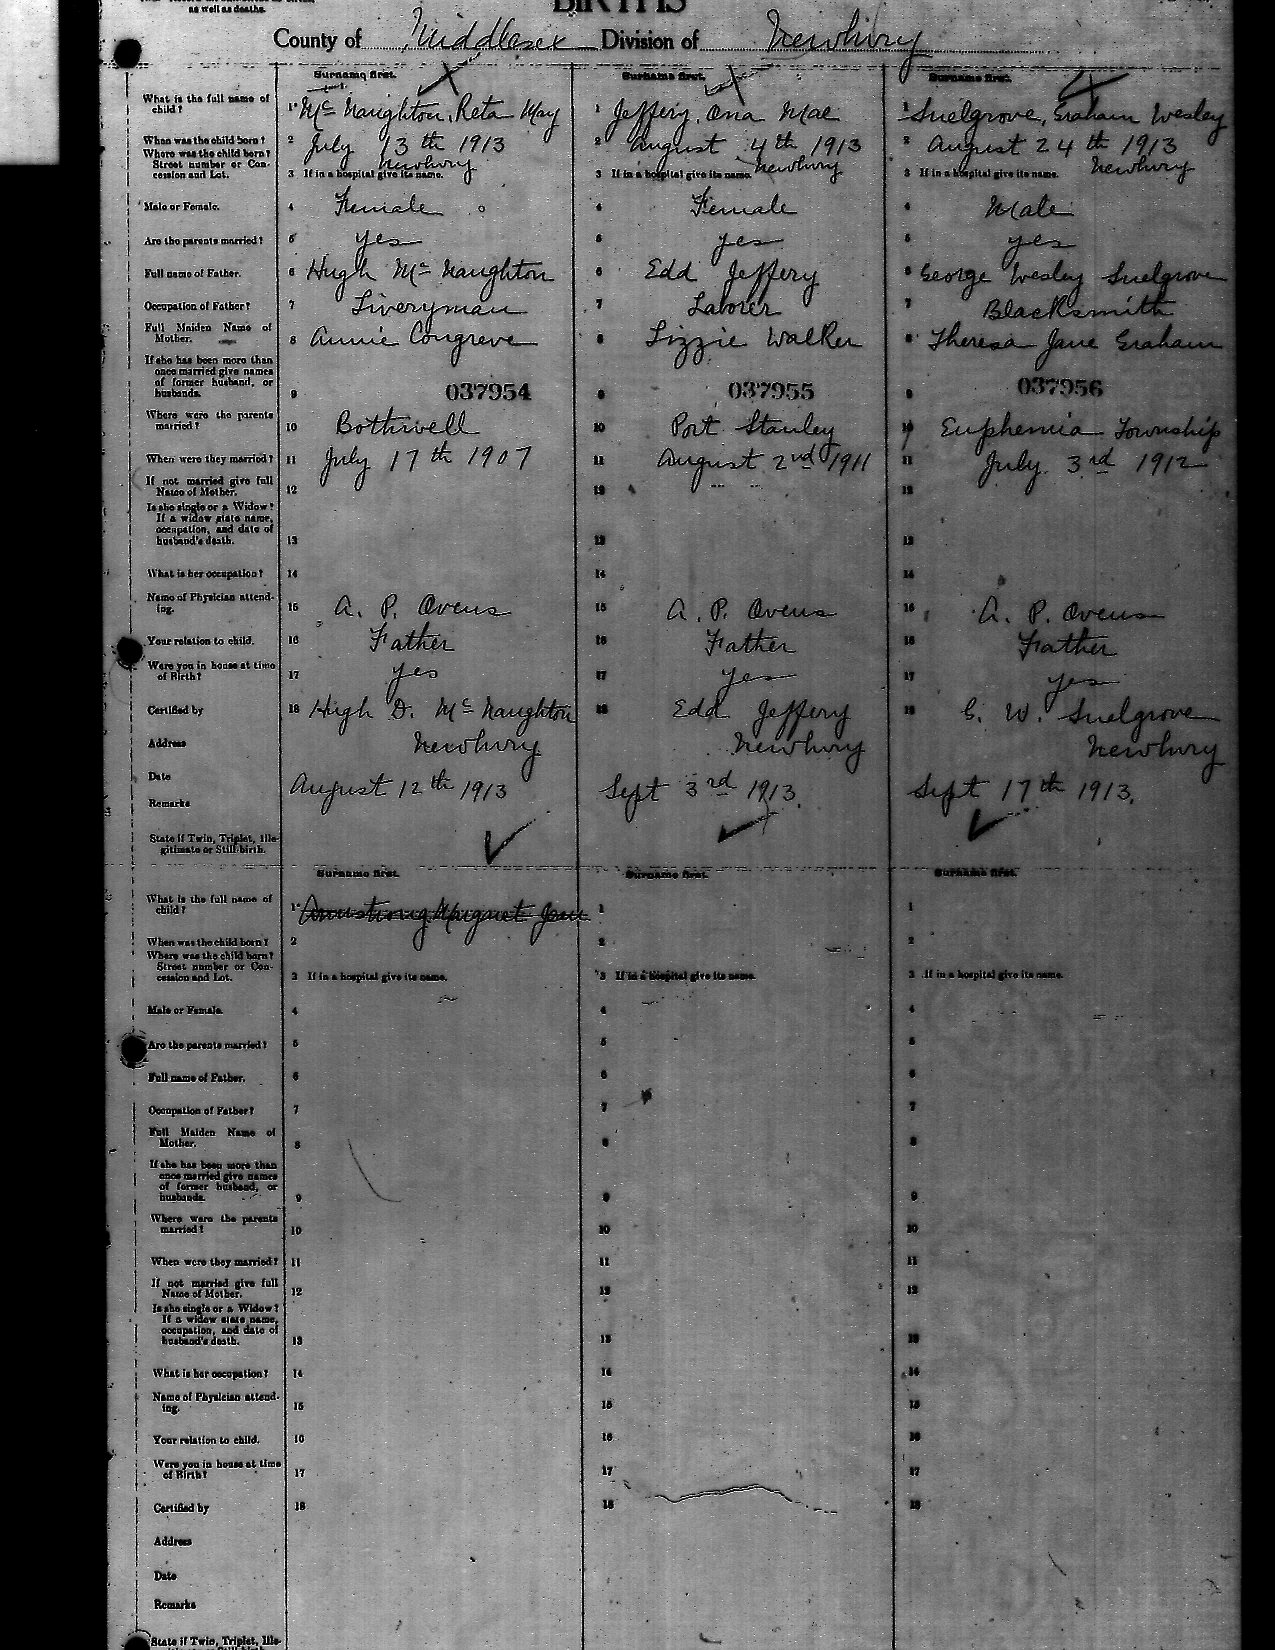 as well as deaths.
BIRTHS
County of Middlesex Division of Newbury
Surname first. Surname first. Surname first.
What is the full name of child? 1 McNaughton, Reta May 1 Jeffery, Ona Mae 1 Snelgrove, Graham Wesley
When was the child born? 2 July 13th 1913 2 August 4th 1913 2 August 24th 1913
Where was the child born? Street number or Concession and Lot. 3 If in a hospital give its name. Newbury 3 If in a hospital give its name. Newbury 3 If in a hospital give its name. Newbury
Male or Female. 4 Female 4 Female 4 Male
Are the parents married? 5 yes 5 yes 5 yes
Full name of Father. 6 Hugh McNaughton 6 Edd Jeffery 6 George Wesley Snelgrove
Occupation of Father? 7 Liveryman 7 Laborer 7 Blacksmith
Full Maiden Name of Mother. 8 Annie Congreve 8 Lizzie Walker 8 Theresa Jane Graham
If she has been more than once married give names of former husband, or husbands. 9 037954 9 037955 9 037956
Where were the parents married? 10 Bothwell 10 Port Stanley 10 Euphemia Township
When were they married? 11 July 17th 1907 11 August 2nd 1911 11 July 3rd 1912
If not married give full Name of Mother. 12 12 12
Is she single or a Widow? If a widow state name, occupation, and date of husband's death. 13 13 13
What is her occupation? 14 14 14
Name of Physician attending. 15 A. P. Ovens 15 A. P. Ovens 15 A. P. Ovens
Your relation to child. 16 Father 16 Father 16 Father
Were you in house at time of Birth? 17 yes 17 yes 17 yes
Certified by 18 Hugh D. McNaughton 18 Edd Jeffery 18 G. W. Snelgrove
Address Newbury Newbury Newbury
Date August 12th 1913 Sept 3rd 1913 Sept 17th 1913.
Remarks
State if Twin, Triplet, Illegitimate or Still-birth.
Surname first. Surname first. Surname first.
What is the full name of child? 1 Armstrong, Margaret Jean 1 1
When was the child born? 2 2 2
Where was the child born? Street number or Concession and Lot. 3 If in a hospital give its name. 3 If in a hospital give its name. 3 If in a hospital give its name.
Male or Female. 4 4 4
Are the parents married? 5 5 5
Full name of Father. 6 6 6
Occupation of Father? 7 7 7
Full Maiden Name of Mother. 8 8 8
If she has been more than once married give names of former husband, or husbands. 9 9 9
Where were the parents married? 10 10 10
When were they married? 11 11 11
If not married give full Name of Mother. 12 12 12
Is she single or a Widow? If a widow state name, occupation, and date of husband's death. 13 13 13
What is her occupation? 14 14 14
Name of Physician attending. 15 15 15
Your relation to child. 16 16 16
Were you in house at time of Birth? 17 17 17
Certified by 18 18 18
Address
Date
Remarks
State if Twin, Triplet, Ille-